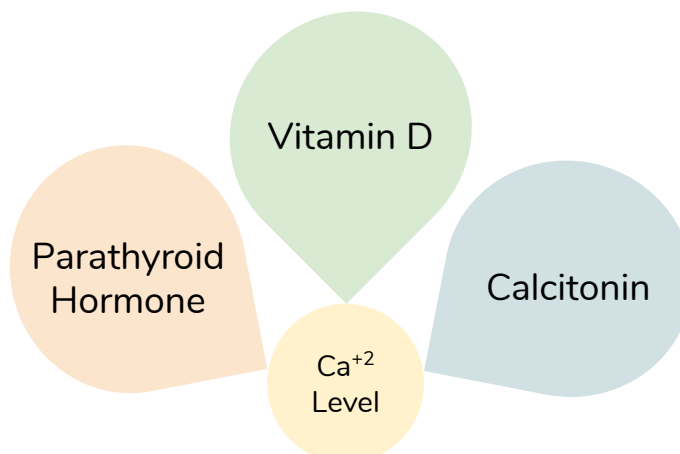 Vitamin D
Parathyroid
Hormone
Calcitonin
Ca⁺²
Level